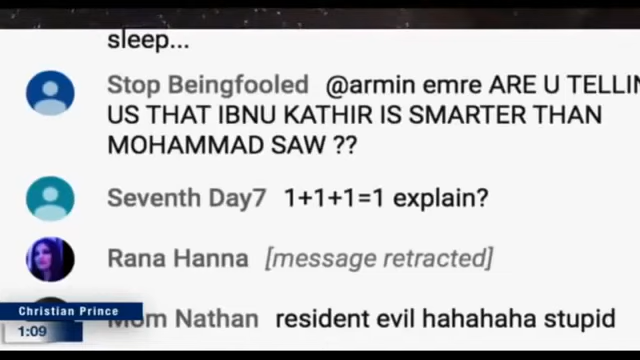 sleep...
Stop Beingfooled @armin emre ARE U TELLIN
US THAT IBNU KATHIR IS SMARTER THAN
MOHAMMAD SAW ??
Seventh Day7 1+1+1=1 explain?
Rana Hanna [message retracted]
Christian Prince
1:09
Mom Nathan resident evil hahahaha stupid